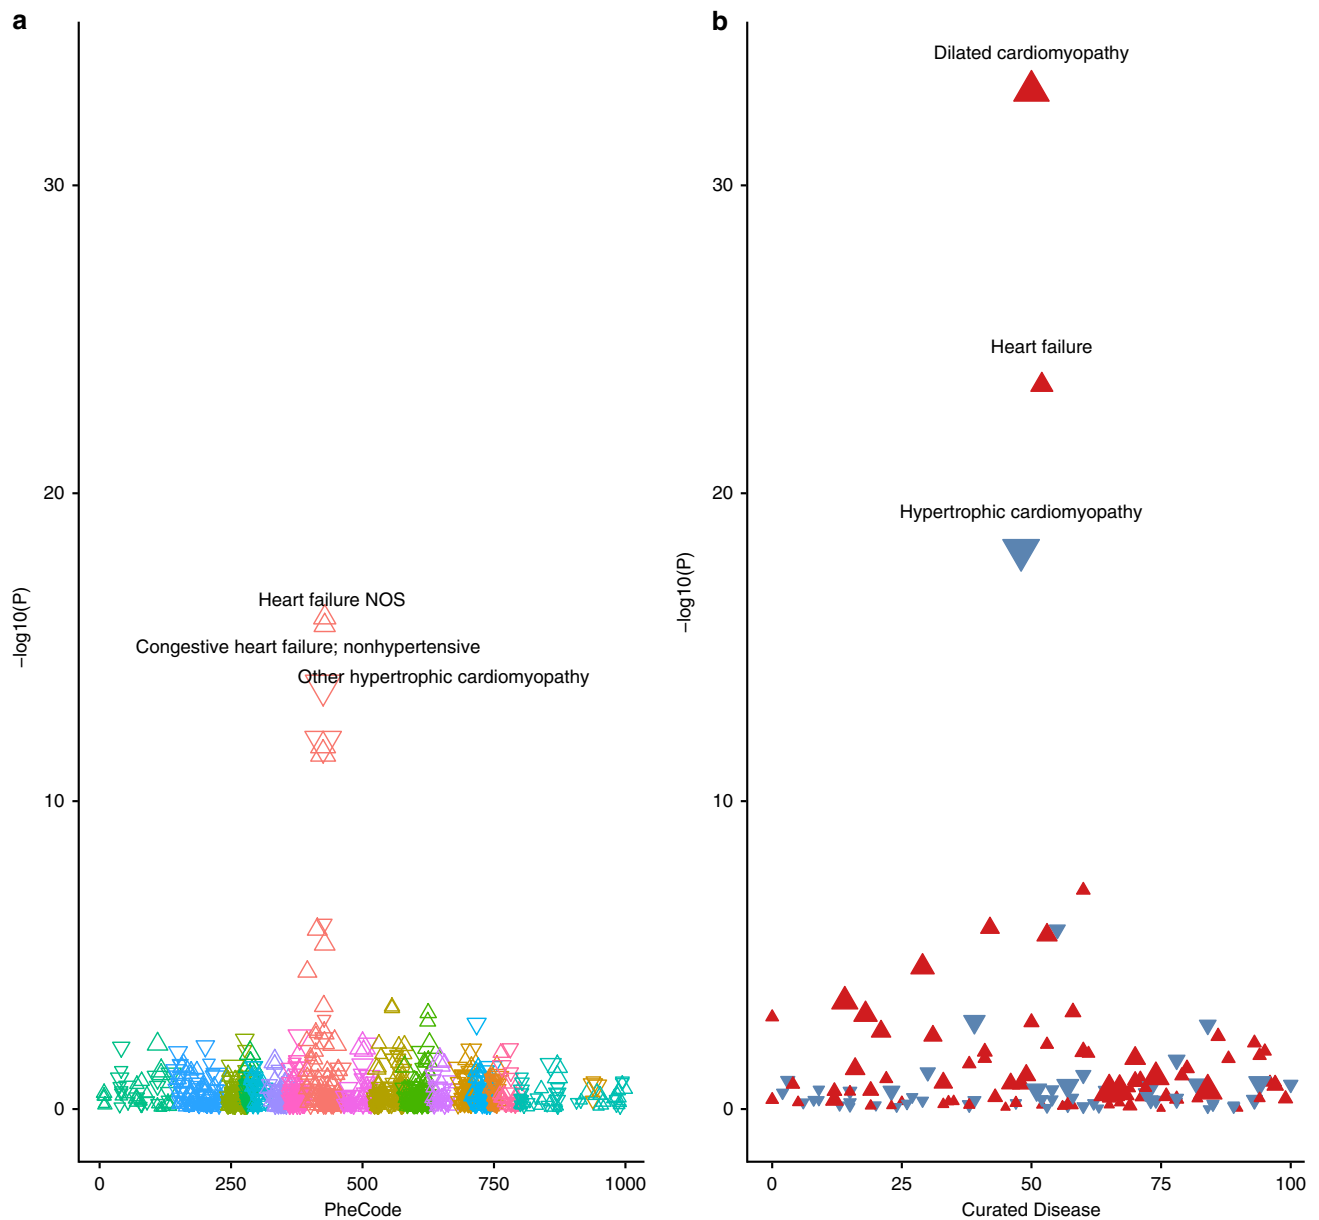 a
30
20
10
0
−log10(P)
Heart failure NOS
Congestive heart failure; nonhypertensive
Other hypertrophic cardiomyopathy
0 250 500 750 1000
PheCode
b
30
20
10
0
−log10(P)
Dilated cardiomyopathy
Heart failure
Hypertrophic cardiomyopathy
0 25 50 75 100
Curated Disease